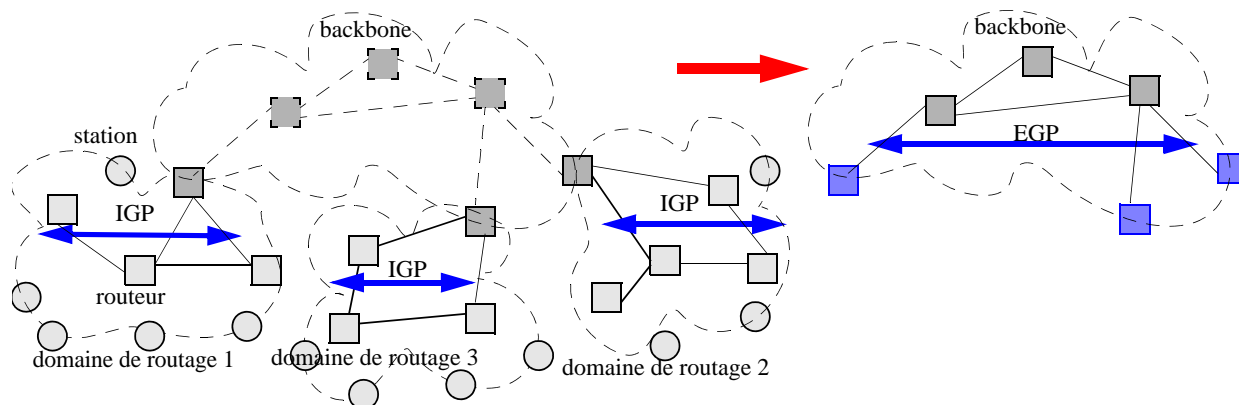 backbone
backbone
station
EGP
IGP
IGP
IGP
routeur
domaine de routage 1
domaine de routage 3
domaine de routage 2